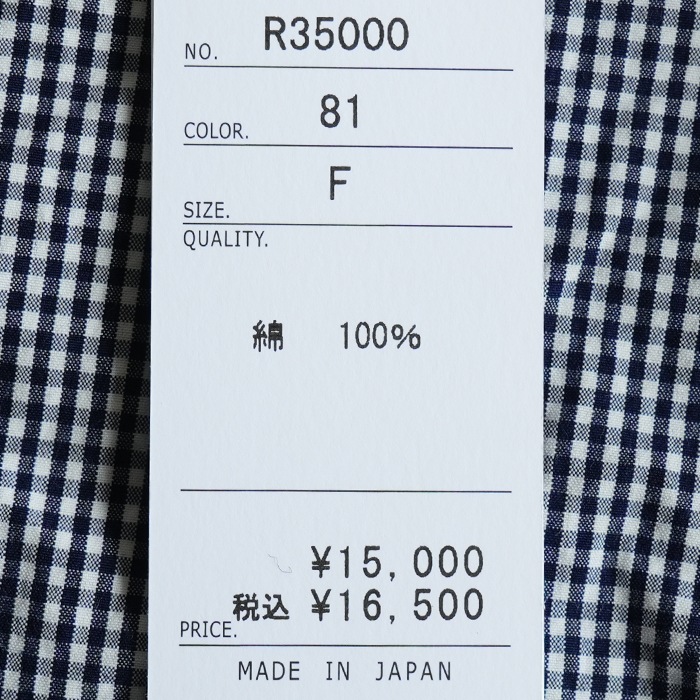 NO. R35000
COLOR. 81
SIZE. F
QUALITY.
綿 100%
¥15,000
PRICE. 税込 ¥16,500
MADE IN JAPAN